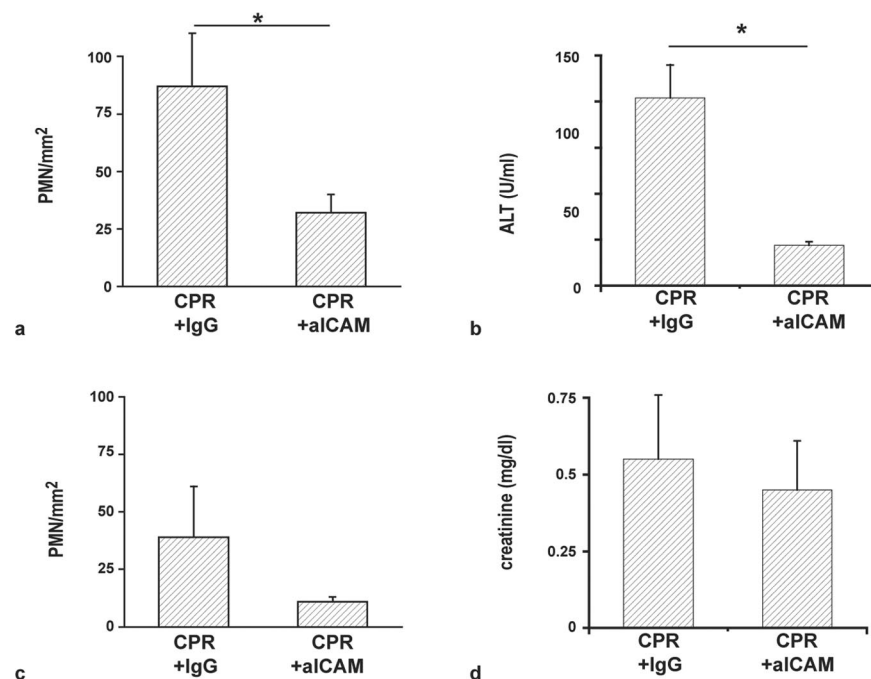 *
100
75
50
25
0
PMN/mm2
CPR
+IgG
CPR
+aICAM
a
*
150
100
50
0
ALT (U/ml)
CPR
+IgG
CPR
+aICAM
b
100
75
50
25
0
PMN/mm2
CPR
+IgG
CPR
+aICAM
c
0.75
0.5
0.25
0
creatinine (mg/dl)
CPR
+IgG
CPR
+aICAM
d